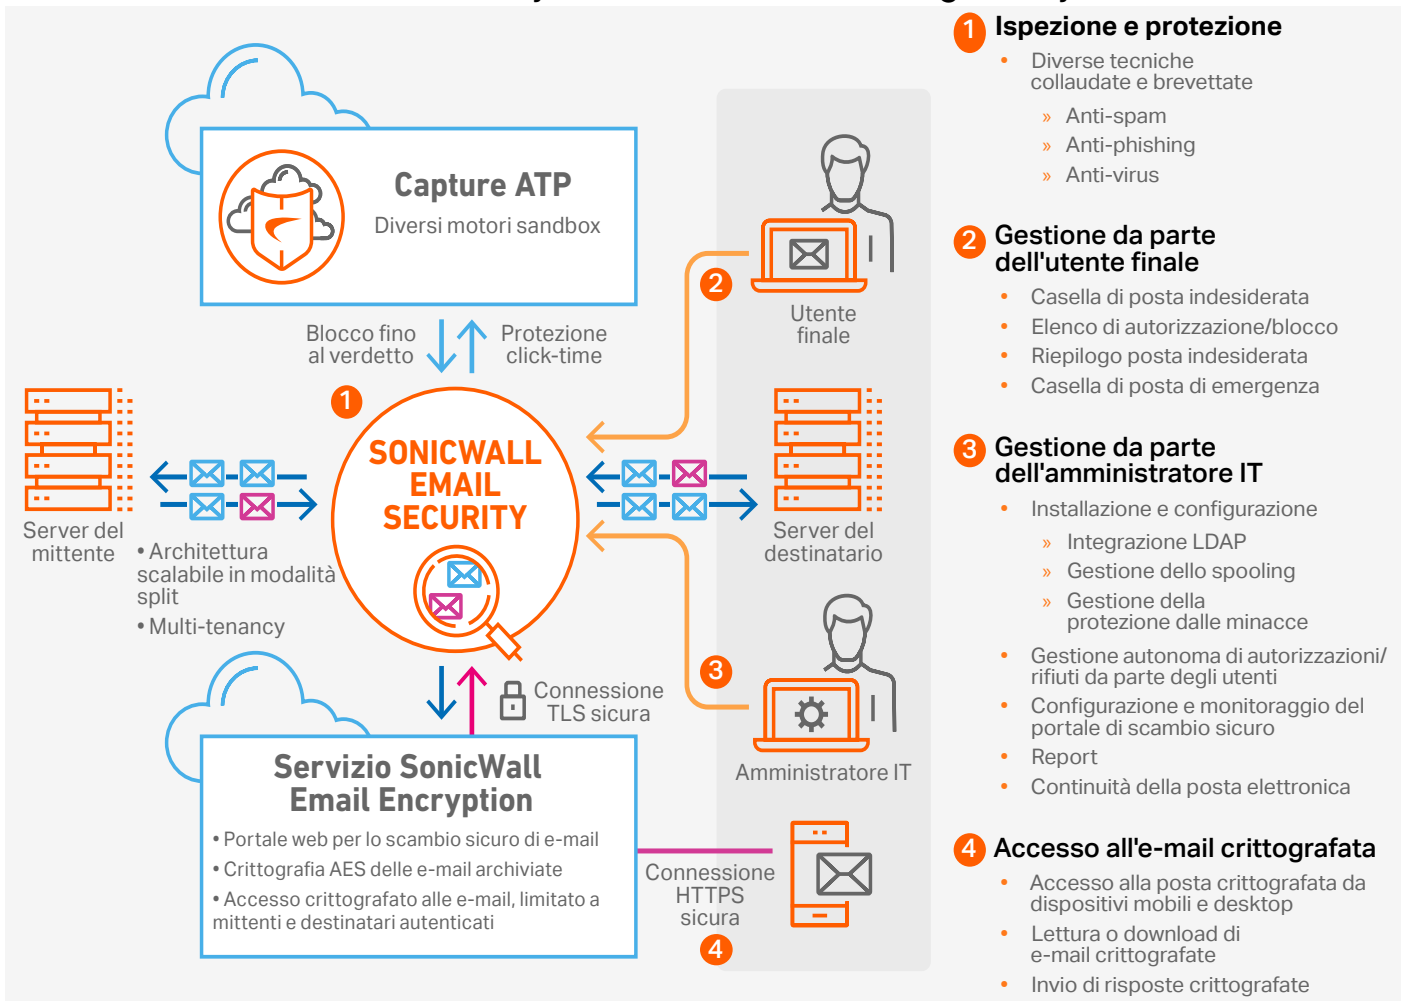 Capture ATP
Diversi motori sandbox
Blocco fino
al verdetto
Protezione
click-time
1
SONICWALL
EMAIL
SECURITY
Server del
mittente
• Architettura
scalabile in modalità
split
• Multi-tenancy
Connessione
TLS sicura
Servizio SonicWall
Email Encryption
• Portale web per lo scambio sicuro di e-mail
• Crittografia AES delle e-mail archiviate
• Accesso crittografato alle e-mail, limitato a
mittenti e destinatari autenticati
2
Utente
finale
Server del
destinatario
3
Amministratore IT
Connessione
HTTPS
sicura
4
1 Ispezione e protezione
• Diverse tecniche
collaudate e brevettate
» Anti-spam
» Anti-phishing
» Anti-virus
2 Gestione da parte
dell'utente finale
• Casella di posta indesiderata
• Elenco di autorizzazione/blocco
• Riepilogo posta indesiderata
• Casella di posta di emergenza
3 Gestione da parte
dell'amministratore IT
• Installazione e configurazione
» Integrazione LDAP
» Gestione dello spooling
» Gestione della
protezione dalle minacce
• Gestione autonoma di autorizzazioni/
rifiuti da parte degli utenti
• Configurazione e monitoraggio del
portale di scambio sicuro
• Report
• Continuità della posta elettronica
4 Accesso all'e-mail crittografata
• Accesso alla posta crittografata da
dispositivi mobili e desktop
• Lettura o download di
e-mail crittografate
• Invio di risposte crittografate